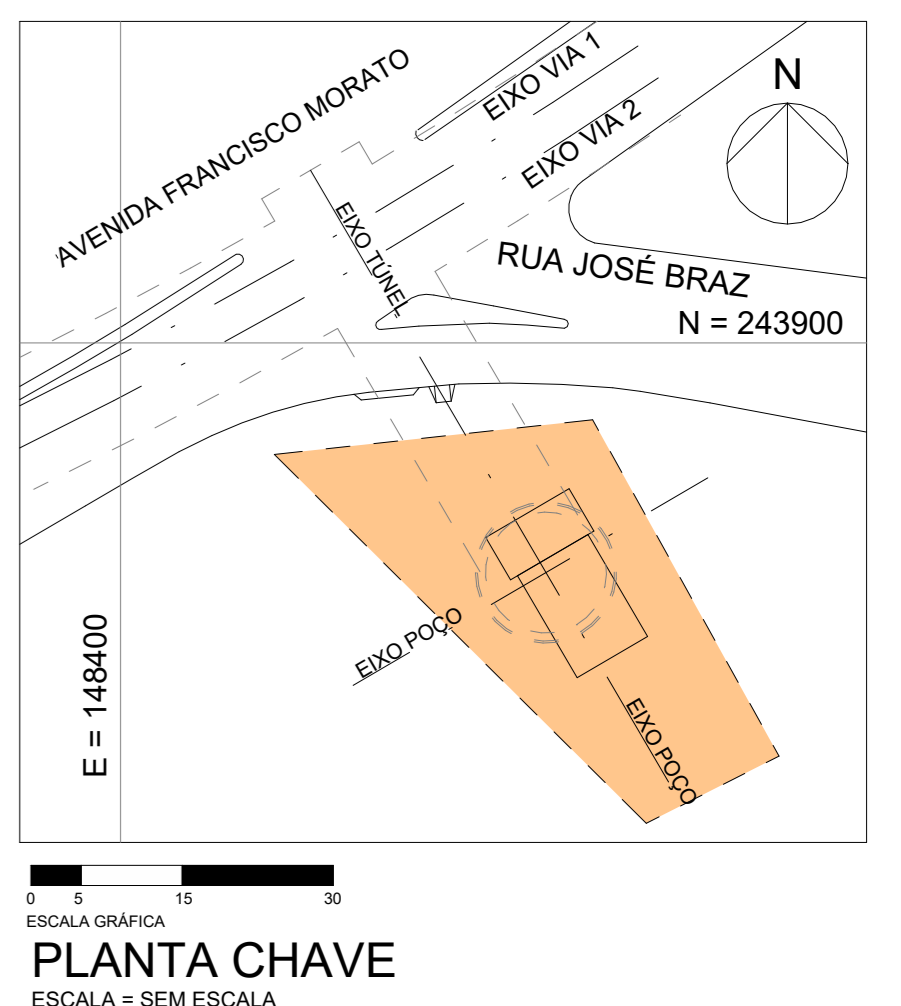 AVENIDA FRANCISCO MORATO
EIXO VIA 1
EIXO VIA 2
N
EIXO TÚNEL
RUA JOSÉ BRAZ
N = 243900
E = 148400
EIXO POÇO
EIXO POÇO
0 5 15 30
ESCALA GRÁFICA
PLANTA CHAVE
ESCALA = SEM ESCALA